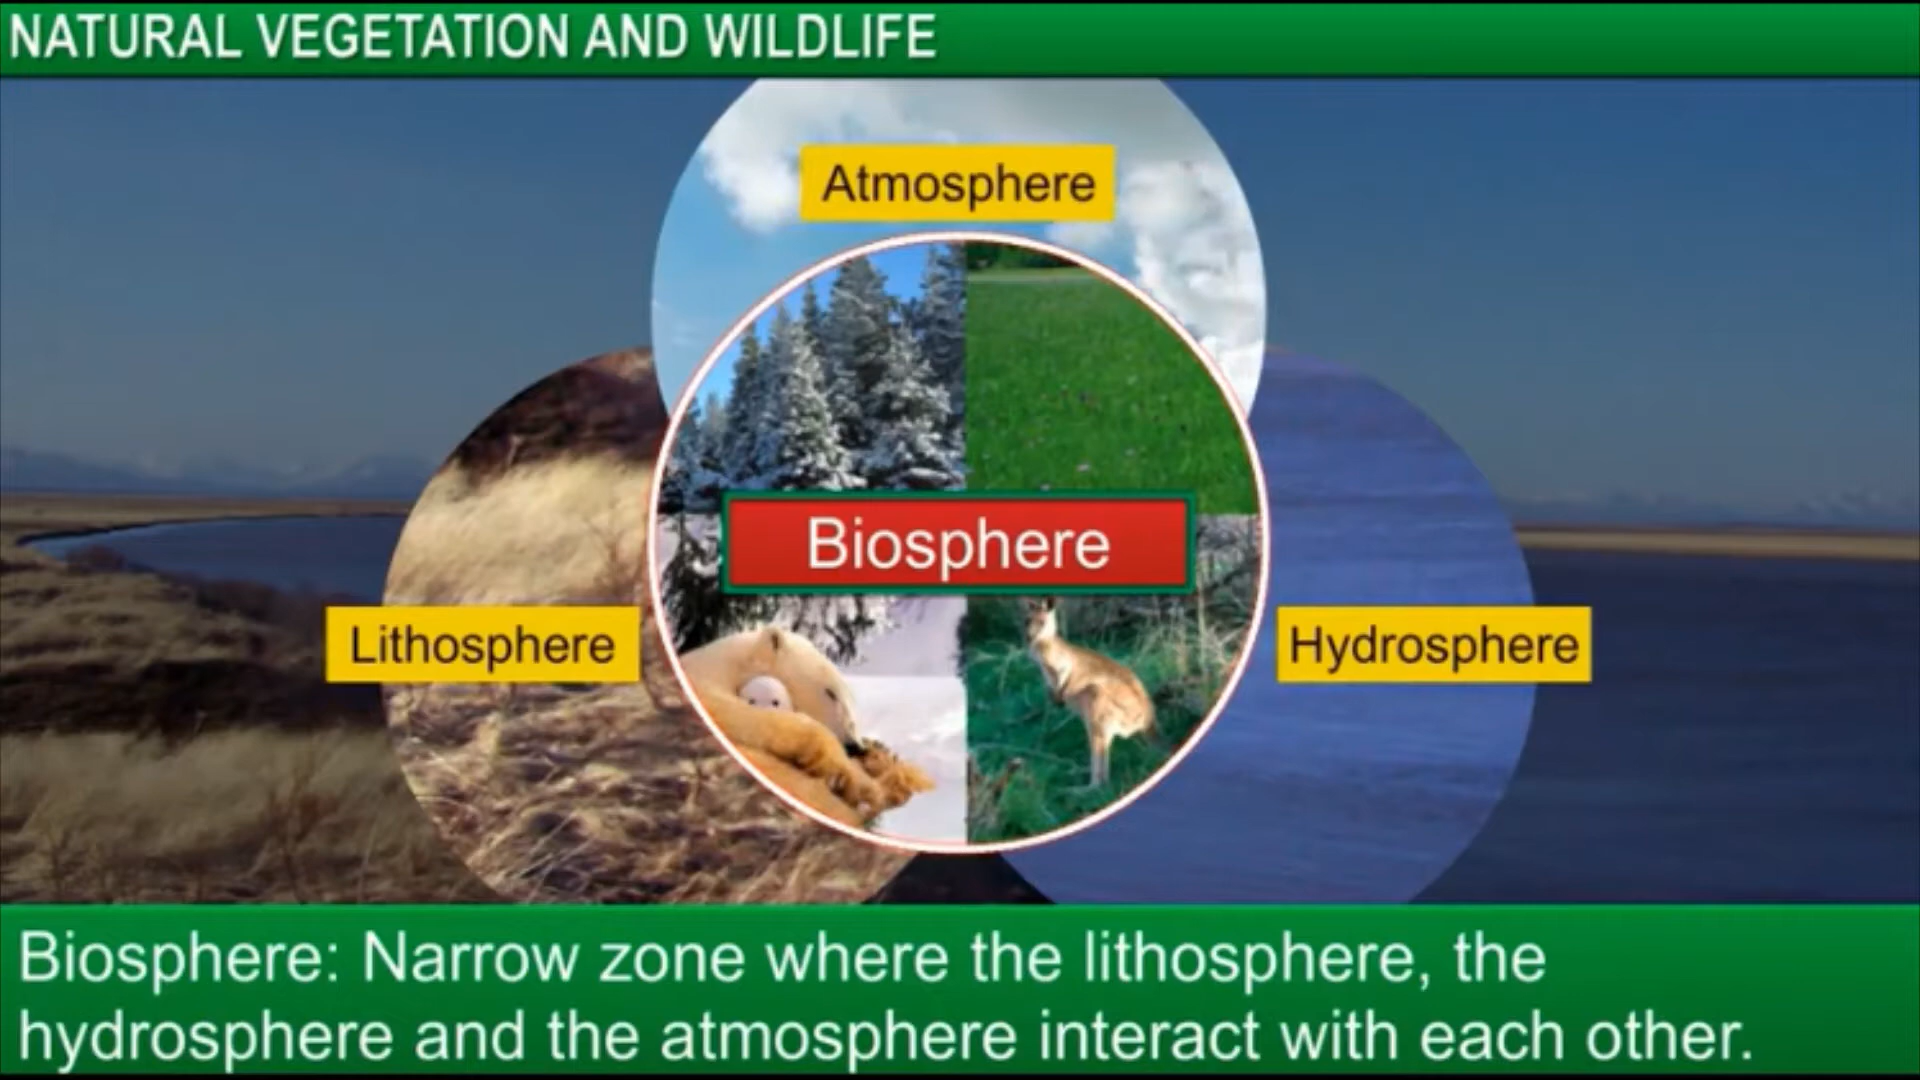 NATURAL VEGETATION AND WILDLIFE
Atmosphere
Biosphere
Lithosphere
Hydrosphere
Biosphere: Narrow zone where the lithosphere, the
hydrosphere and the atmosphere interact with each other.